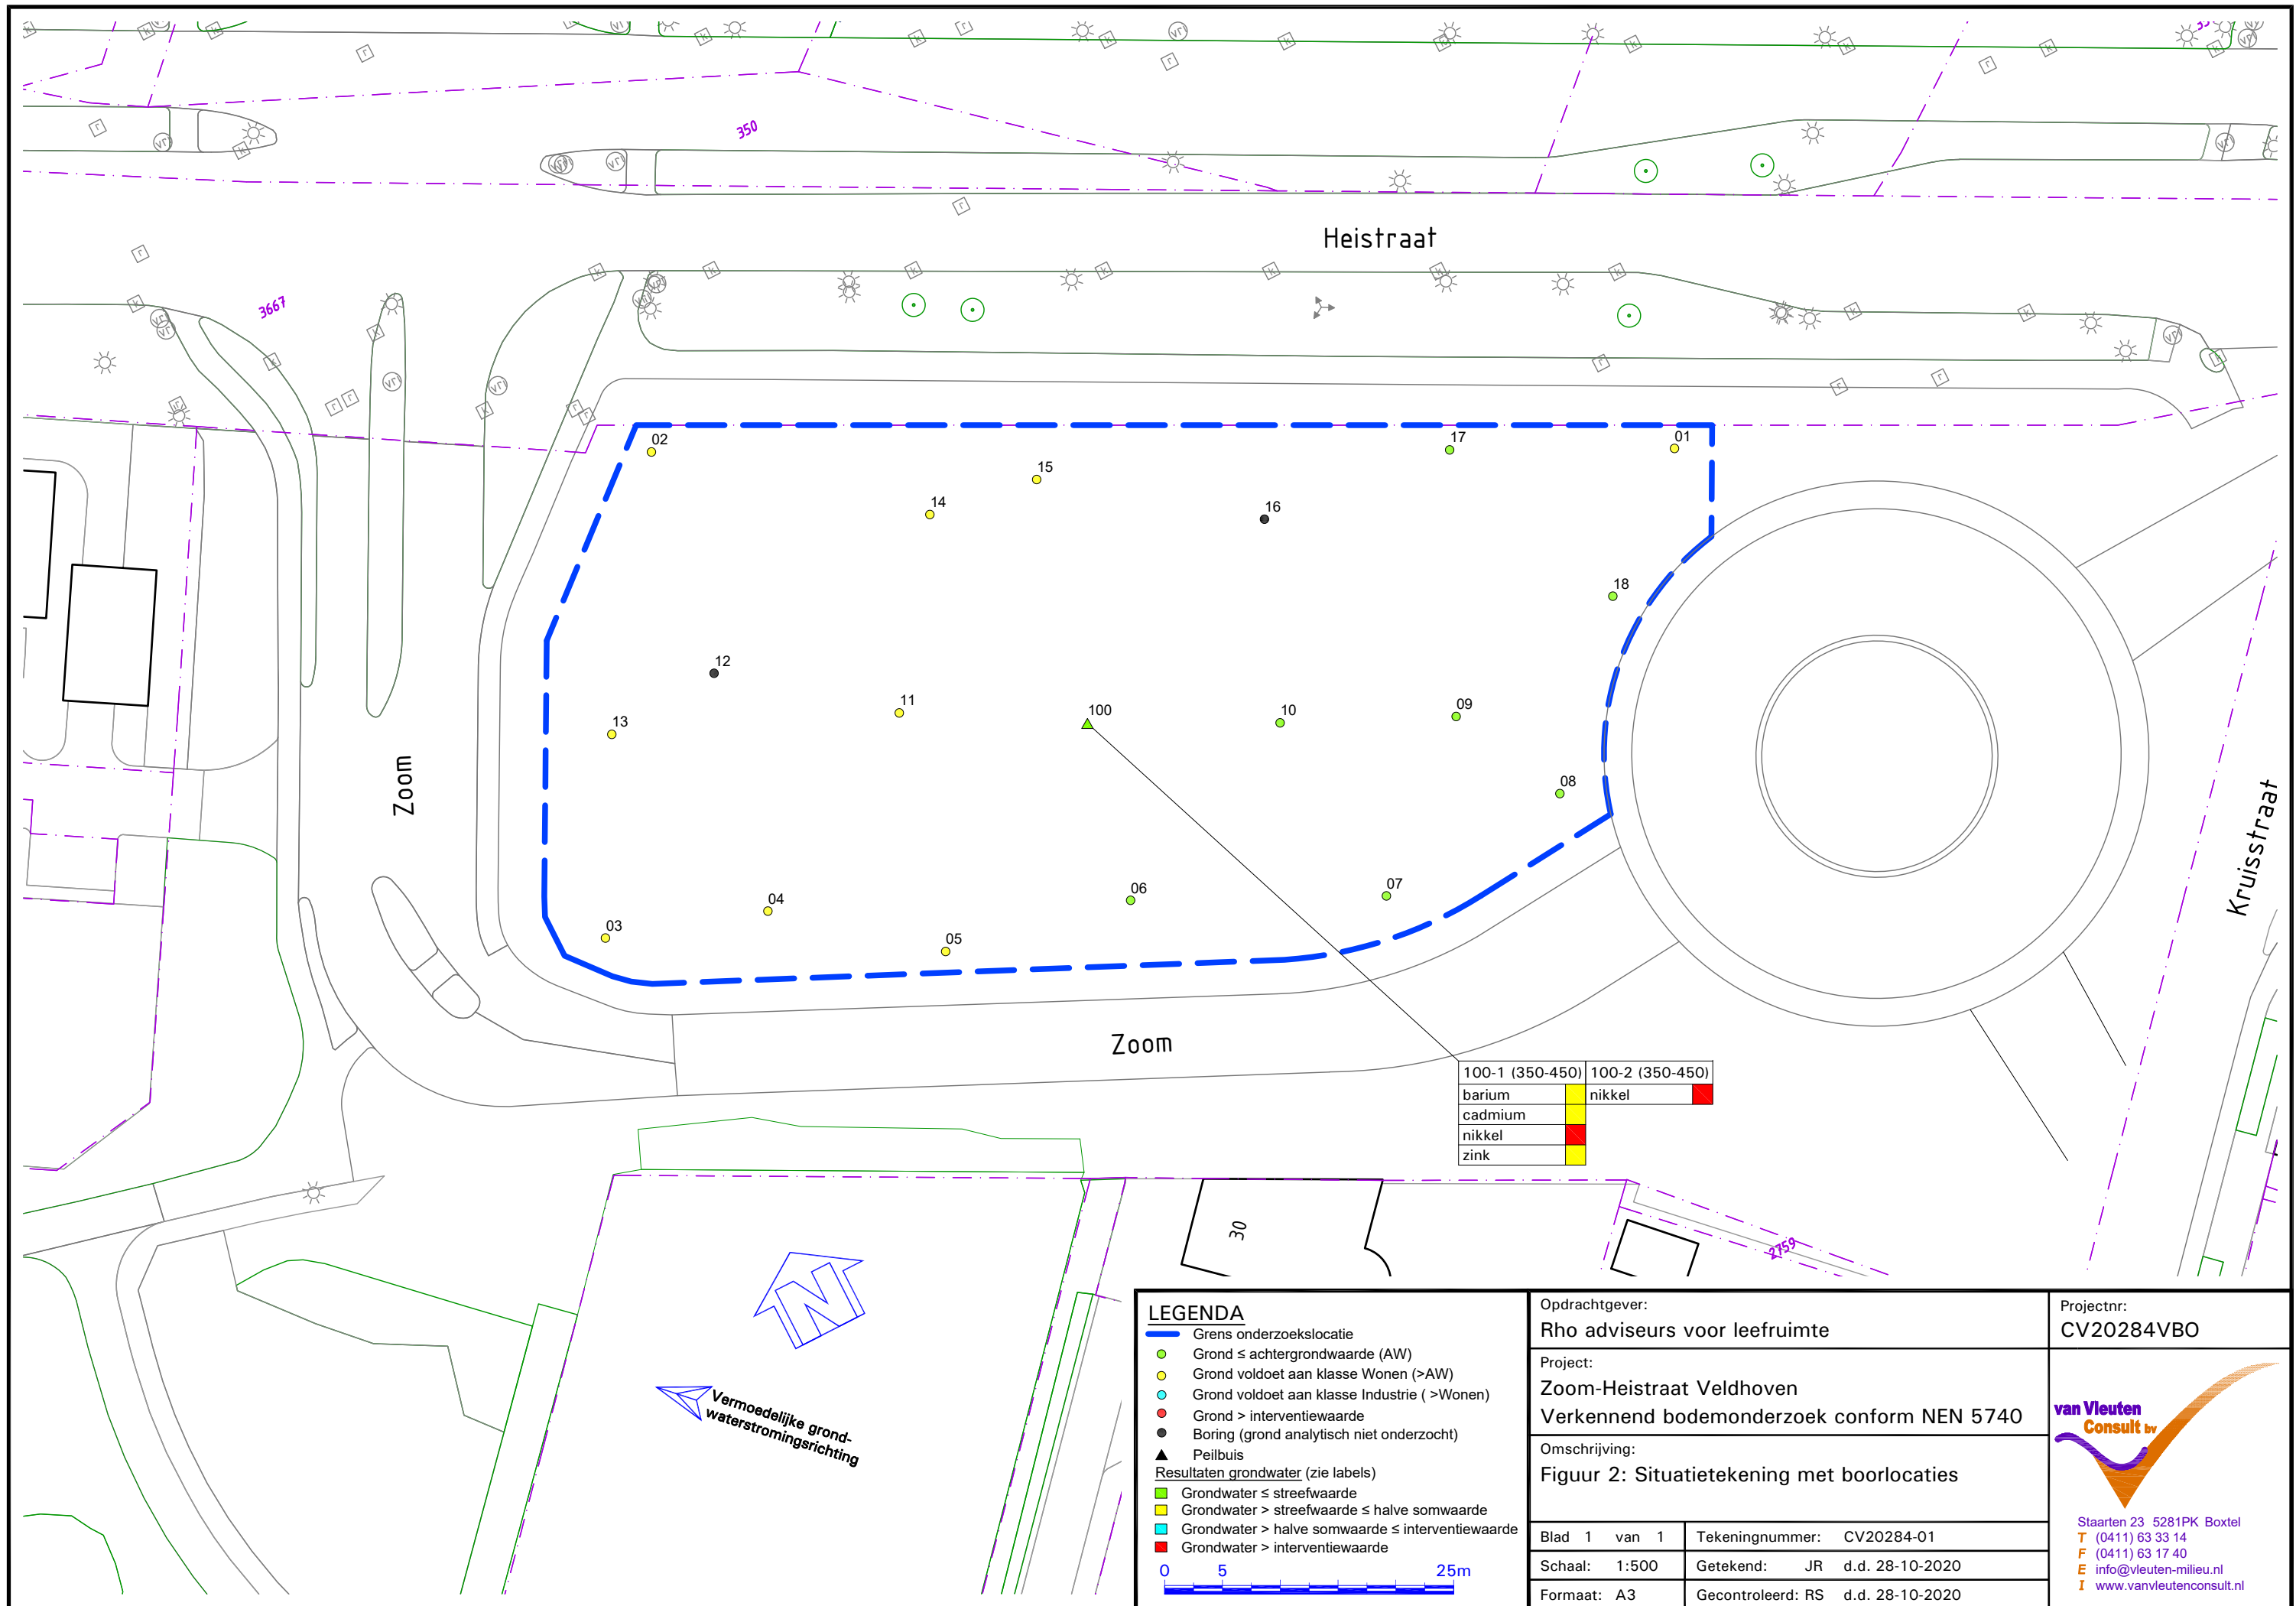 350
Heistraat
3667
02
17
01
15
14
16
18
12
11
100
10
09
13
08
Zoom
Kruisstraat
07
06
04
03
05
Zoom
100-1 (350-450) 100-2 (350-450)
barium nikkel
cadmium
nikkel
zink
30
2759
Vermoedelijke grond-
waterstromingsrichting
N
LEGENDA
Grens onderzoekslocatie
Grond ≤ achtergrondwaarde (AW)
Grond voldoet aan klasse Wonen (>AW)
Grond voldoet aan klasse Industrie ( >Wonen)
Grond > interventiewaarde
Boring (grond analytisch niet onderzocht)
Peilbuis
Resultaten grondwater (zie labels)
Grondwater ≤ streefwaarde
Grondwater > streefwaarde ≤ halve somwaarde
Grondwater > halve somwaarde ≤ interventiewaarde
Grondwater > interventiewaarde
0 5 25m
Opdrachtgever:
Rho adviseurs voor leefruimte
Project:
Zoom-Heistraat Veldhoven
Verkennend bodemonderzoek conform NEN 5740
Omschrijving:
Figuur 2: Situatietekening met boorlocaties
Blad 1 van 1 Tekeningnummer: CV20284-01
Schaal: 1:500 Getekend: JR d.d. 28-10-2020
Formaat: A3 Gecontroleerd: RS d.d. 28-10-2020
Projectnr:
CV20284VBO
van Vleuten
Consult bv
Staarten 23 5281PK Boxtel
T (0411) 63 33 14
F (0411) 63 17 40
E info@vleuten-milieu.nl
I www.vanvleutenconsult.nl